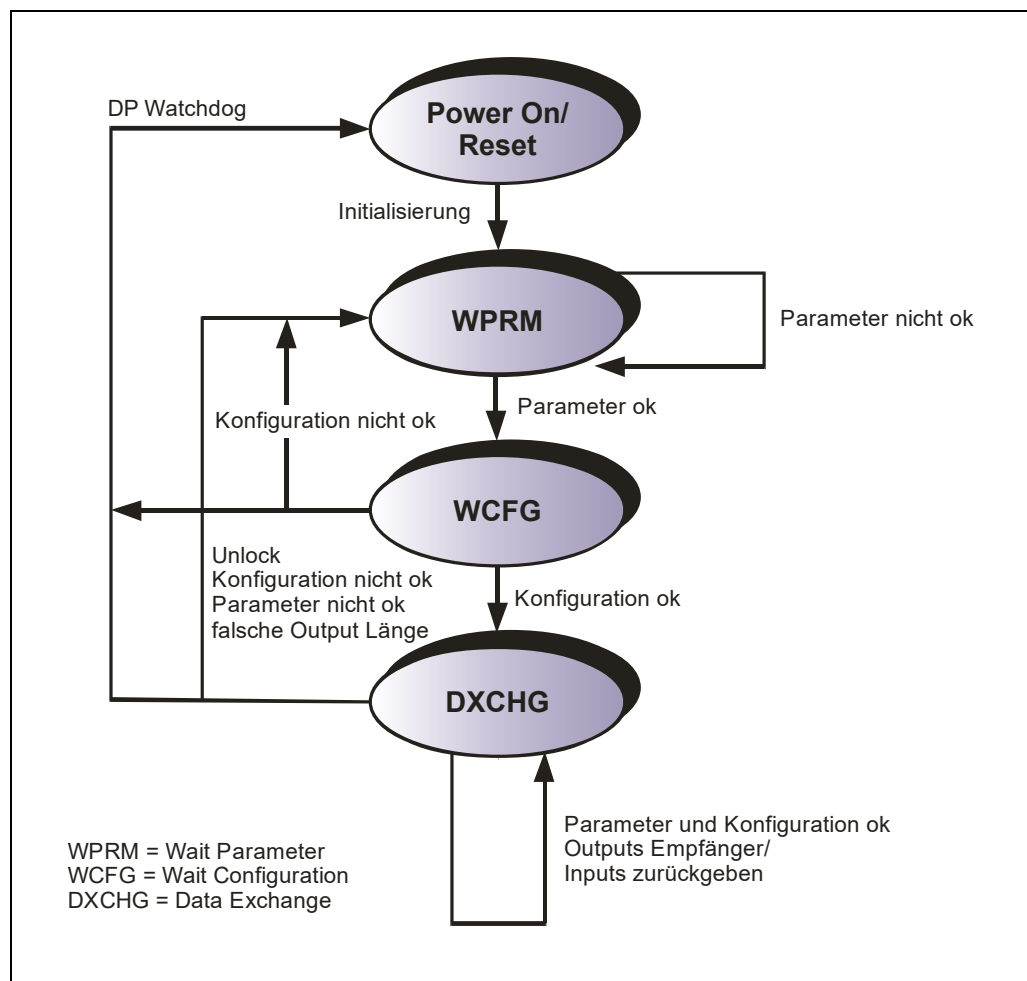 DP Watchdog
Power On/
Reset
Initialisierung
WPRM
Parameter nicht ok
Parameter ok
Konfiguration nicht ok
WCFG
Unlock
Konfiguration nicht ok
Parameter nicht ok
falsche Output Länge
Konfiguration ok
DXCHG
Parameter und Konfiguration ok
Outputs Empfänger/
Inputs zurückgeben
WPRM = Wait Parameter
WCFG = Wait Configuration
DXCHG = Data Exchange